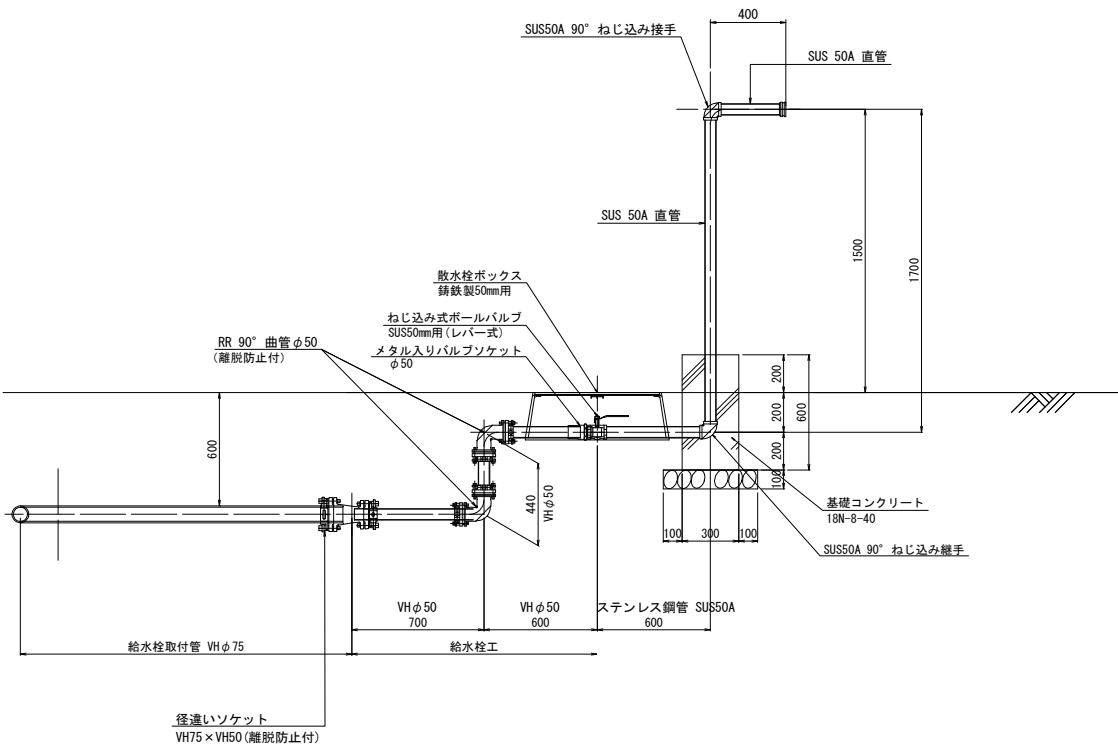 400
SUS50A 90° ねじ込み接手
SUS 50A 直管
SUS 50A 直管
1500
1700
散水栓ボックス
鋳鉄製50mm用
ねじ込み式ボールバルブ
SUS50mm用(レバー式)
RR 90° 曲管φ50
(離脱防止付)
メタル入りバルブソケット
φ50
200
200
600
200
100
600
440
VHφ50
基礎コンクリート
18N-8-40
100
300
100
SUS50A 90° ねじ込み継手
VHφ50
700
VHφ50
600
ステンレス鋼管 SUS50A
600
給水栓取付管 VHφ75
給水栓工
径違いソケット
VH75×VH50(離脱防止付)